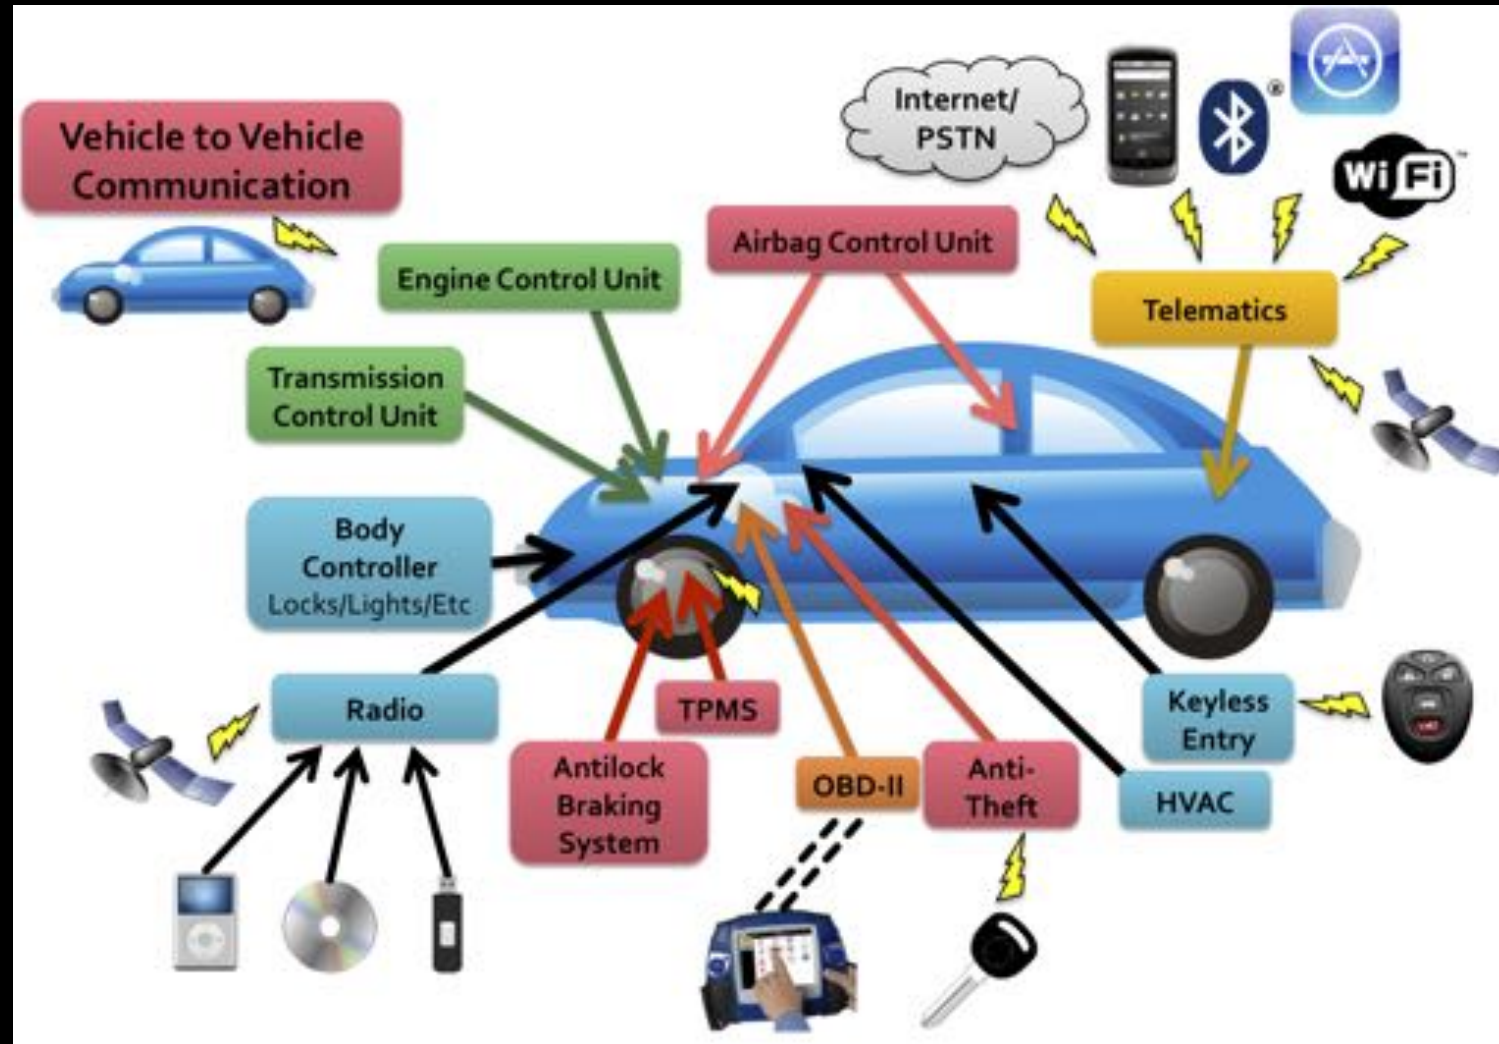 Vehicle to Vehicle
Communication
Internet/
PSTN
®
Wi Fi™
Airbag Control Unit
Engine Control Unit
Telematics
Transmission
Control Unit
Body
Controller
Locks/Lights/Etc
Radio
TPMS
Keyless
Entry
Antilock
Braking
System
OBD-II
Anti-
Theft
HVAC